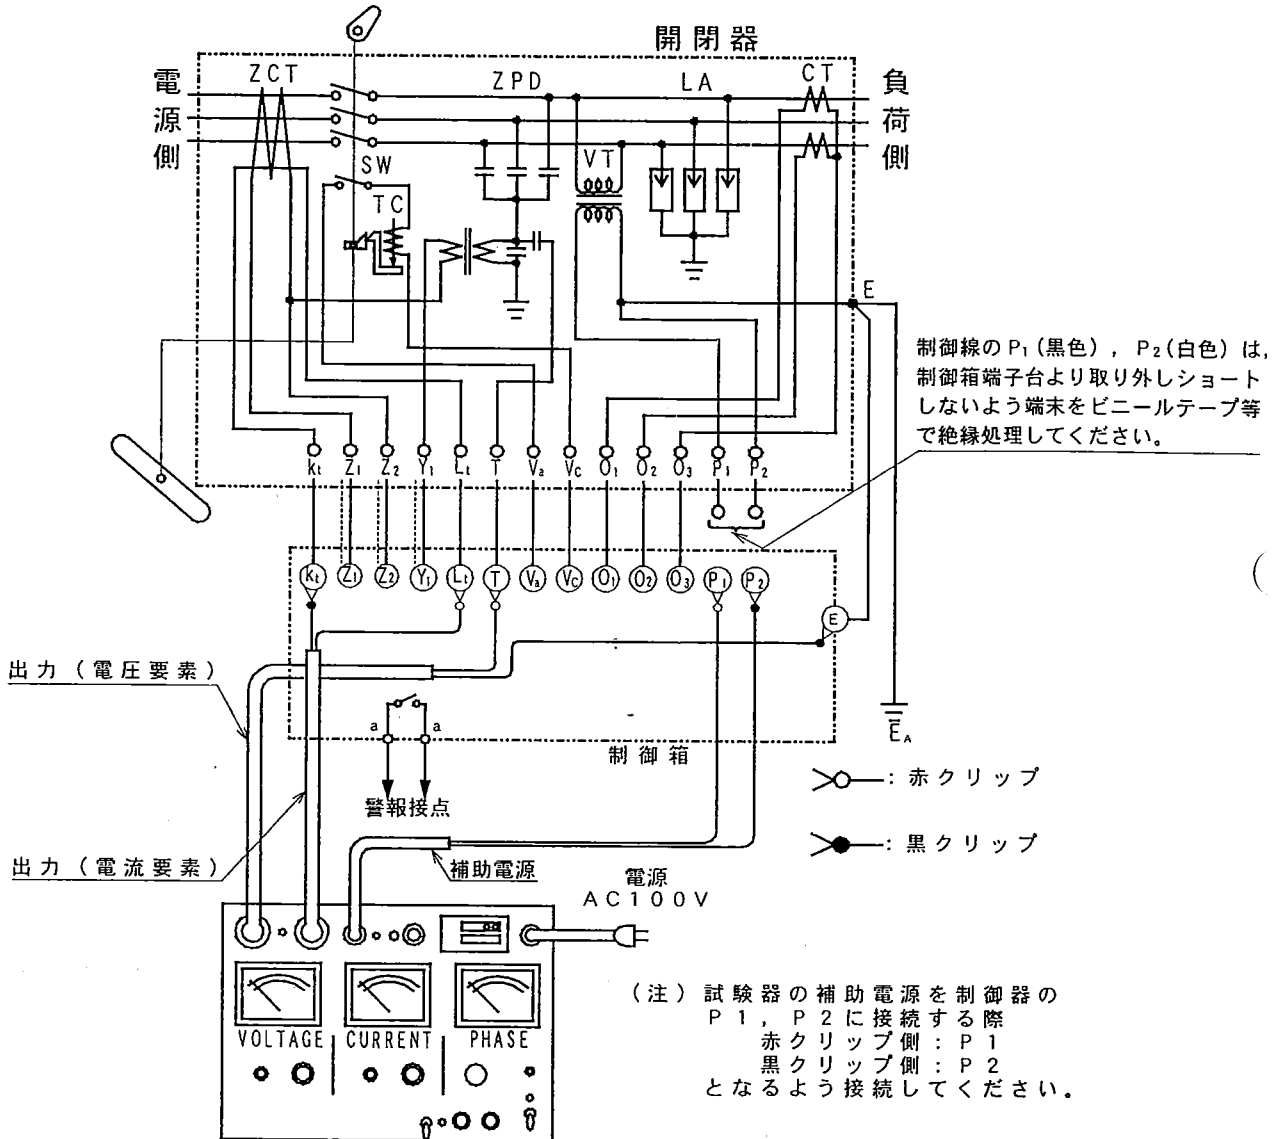 開閉器
電源側
ZCT
ZPD
LA
CT
負荷側
SW
VT
TC
E
制御線のP₁(黒色)，P₂(白色)は，
制御箱端子台より取り外しショート
しないよう端末をビニールテープ等
で絶縁処理してください。
kt Z₁ Z₂ Y₁ Lt T Va Vc O₁ O₂ O₃ P₁ P₂
kt Z₁ Z₂ Y₁ Lt T Va Vc O₁ O₂ O₃ P₁ P₂
E
出力（電圧要素）
a a
制御箱
EA
警報接点
：赤クリップ
：黒クリップ
出力（電流要素）
補助電源
電源
AC100V
VOLTAGE CURRENT PHASE
（注）試験器の補助電源を制御器の
P1，P2に接続する際
赤クリップ側：P1
黒クリップ側：P2
となるよう接続してください。